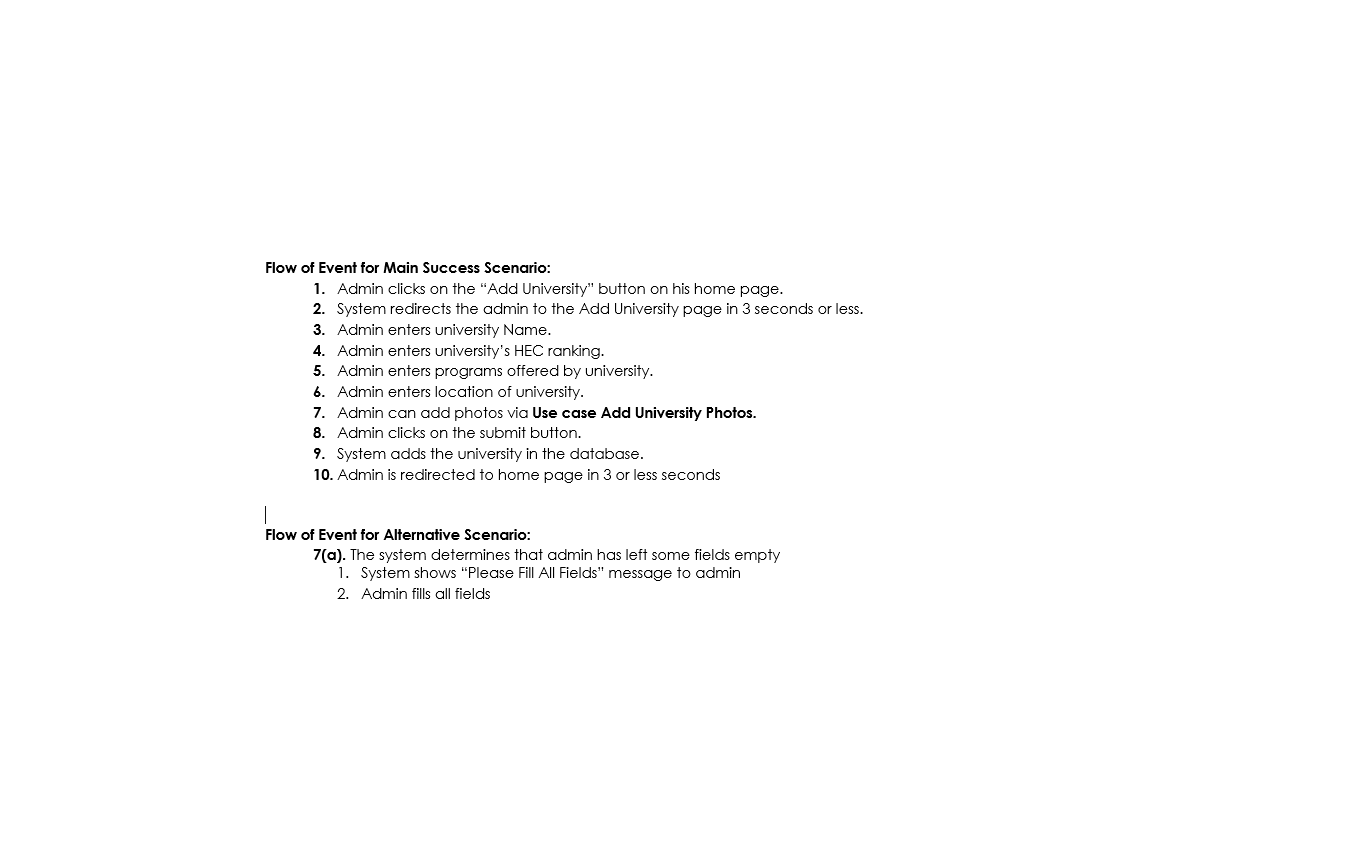 Flow of Event for Main Success Scenario:
1. Admin clicks on the “Add University” button on his home page.
2. System redirects the admin to the Add University page in 3 seconds or less.
3. Admin enters university Name.
4. Admin enters university’s HEC ranking.
5. Admin enters programs offered by university.
6. Admin enters location of university.
7. Admin can add photos via Use case Add University Photos.
8. Admin clicks on the submit button.
9. System adds the university in the database.
10. Admin is redirected to home page in 3 or less seconds
Flow of Event for Alternative Scenario:
7(a). The system determines that admin has left some fields empty
1. System shows “Please Fill All Fields” message to admin
2. Admin fills all fields